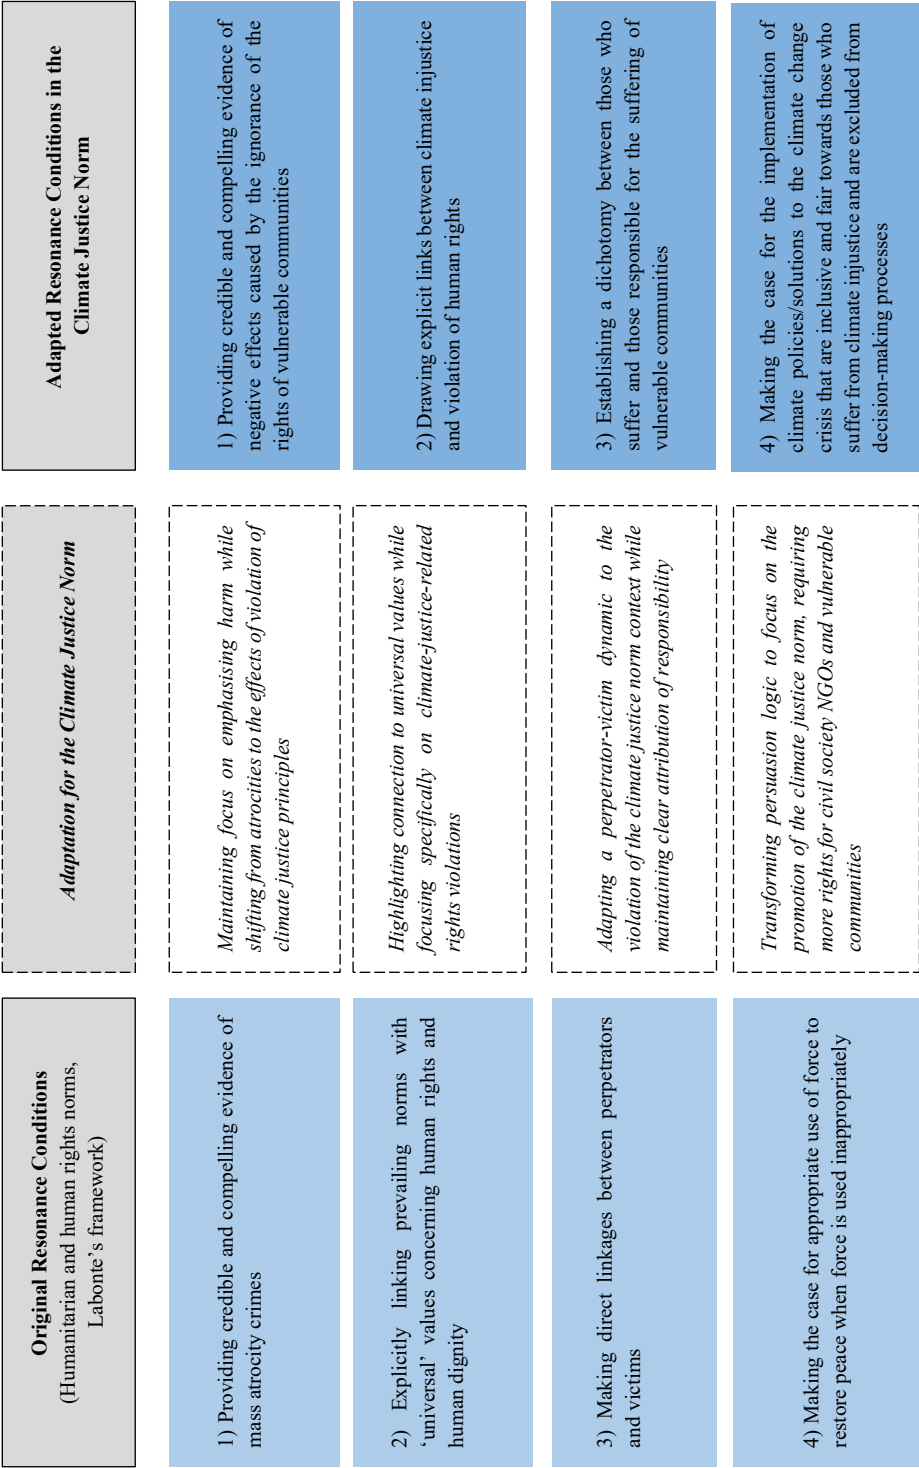 Original Resonance Conditions
(Humanitarian and human rights norms,
Labonte’s framework)
Adaptation for the Climate Justice Norm
Adapted Resonance Conditions in the
Climate Justice Norm
1) Providing credible and compelling evidence of
mass atrocity crimes
Maintaining focus on emphasising harm while
shifting from atrocities to the effects of violation of
climate justice principles
1) Providing credible and compelling evidence of
negative effects caused by the ignorance of the
rights of vulnerable communities
2) Explicitly linking prevailing norms with
‘universal’ values concerning human rights and
human dignity
Highlighting connection to universal values while
focusing specifically on climate-justice-related
rights violations
2) Drawing explicit links between climate injustice
and violation of human rights
3) Making direct linkages between perpetrators
and victims
Adapting a perpetrator-victim dynamic to the
violation of the climate justice norm context while
maintaining clear attribution of responsibility
3) Establishing a dichotomy between those who
suffer and those responsible for the suffering of
vulnerable communities
4) Making the case for appropriate use of force to
restore peace when force is used inappropriately
Transforming persuasion logic to focus on the
promotion of the climate justice norm, requiring
more rights for civil society NGOs and vulnerable
communities
4) Making the case for the implementation of
climate policies/solutions to the climate change
crisis that are inclusive and fair towards those who
suffer from climate injustice and are excluded from
decision-making processes